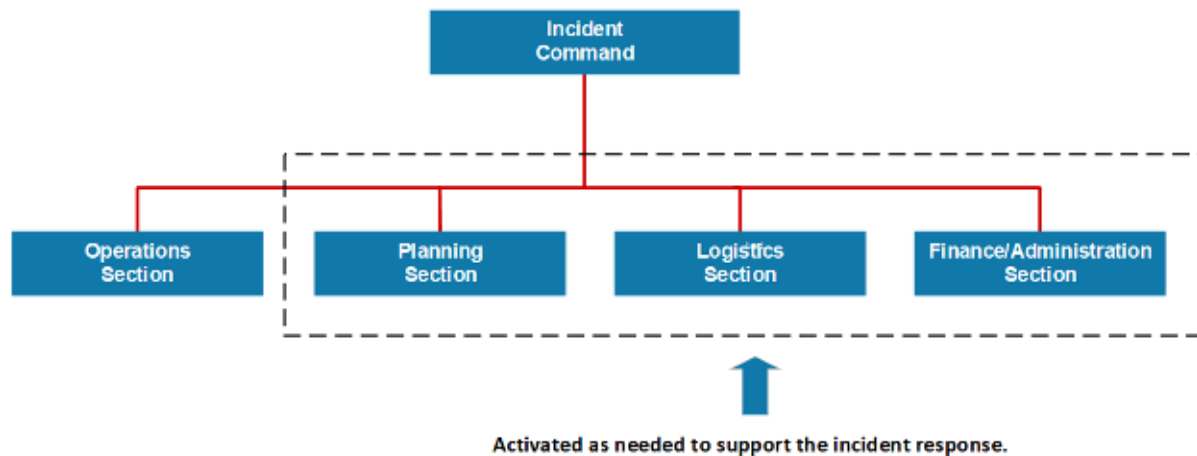 Incident
Command
Operations
Section
Planning
Section
Logistics
Section
Finance/Administration
Section
Activated as needed to support the incident response.